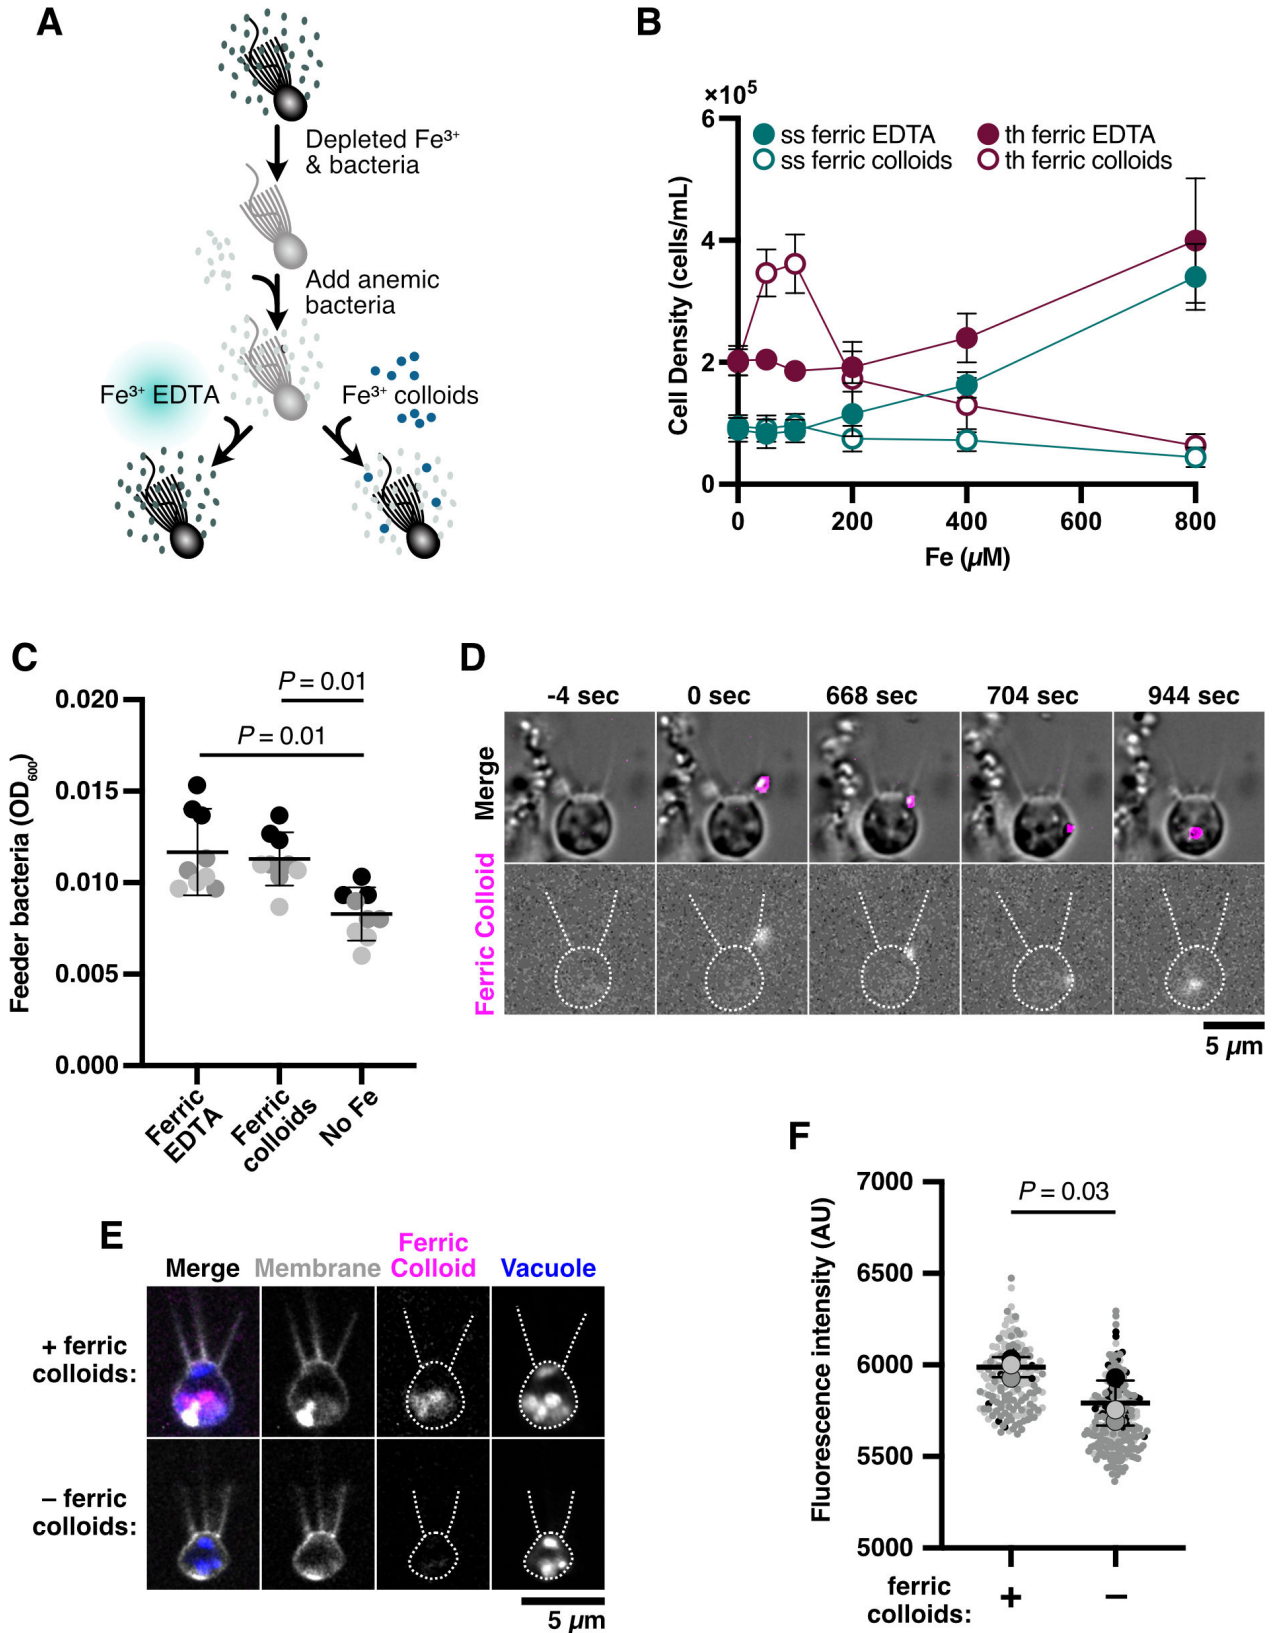 A
Depleted Fe³⁺
& bacteria
Add anemic
bacteria
Fe³⁺ EDTA
Fe³⁺ colloids
B
×10⁵
ss ferric EDTA
th ferric EDTA
ss ferric colloids
th ferric colloids
Cell Density (cells/mL)
6
4
2
0
0
200
400
600
800
Fe (µM)
C
P = 0.01
P = 0.01
Feeder bacteria (OD₆₀₀)
0.020
0.015
0.010
0.005
0.000
Ferric
EDTA
Ferric
colloids
No Fe
D
-4 sec
0 sec
668 sec
704 sec
944 sec
Merge
Ferric Colloid
5 µm
E
Merge
Membrane
Ferric
Colloid
Vacuole
+ ferric
colloids:
– ferric
colloids:
5 µm
F
P = 0.03
Fluorescence intensity (AU)
7000
6500
6000
5500
5000
ferric
colloids:
+
–